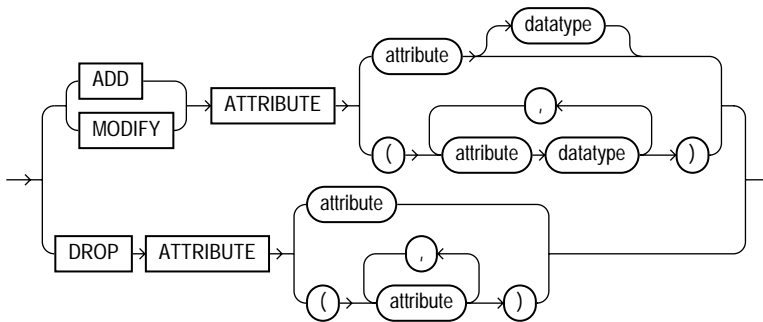 datatype
ADD attribute
ATTRIBUTE
MODIFY ,
( attribute datatype )
attribute
DROP ATTRIBUTE
,
( attribute )